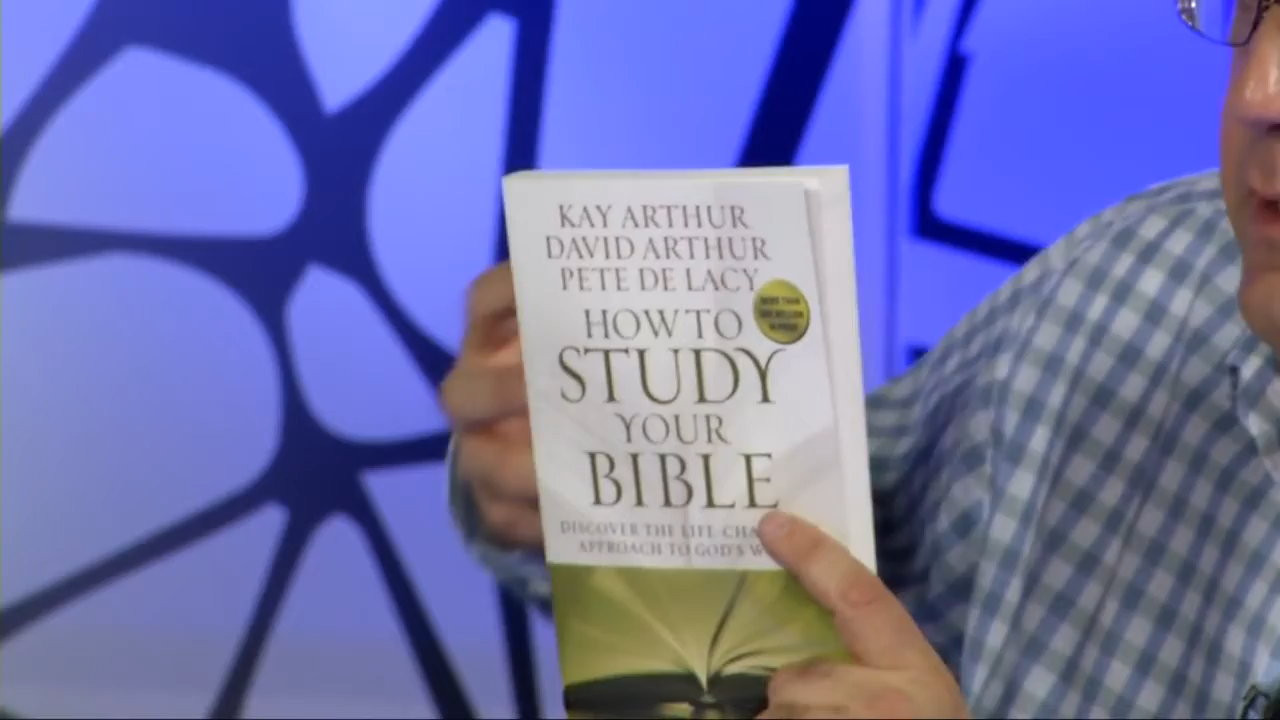 KAY ARTHUR
DAVID ARTHUR
PETE DE LACY
HOW TO
STUDY
YOUR
BIBLE
DISCOVER THE LIFE-CHA
APPROACH TO GOD'S W